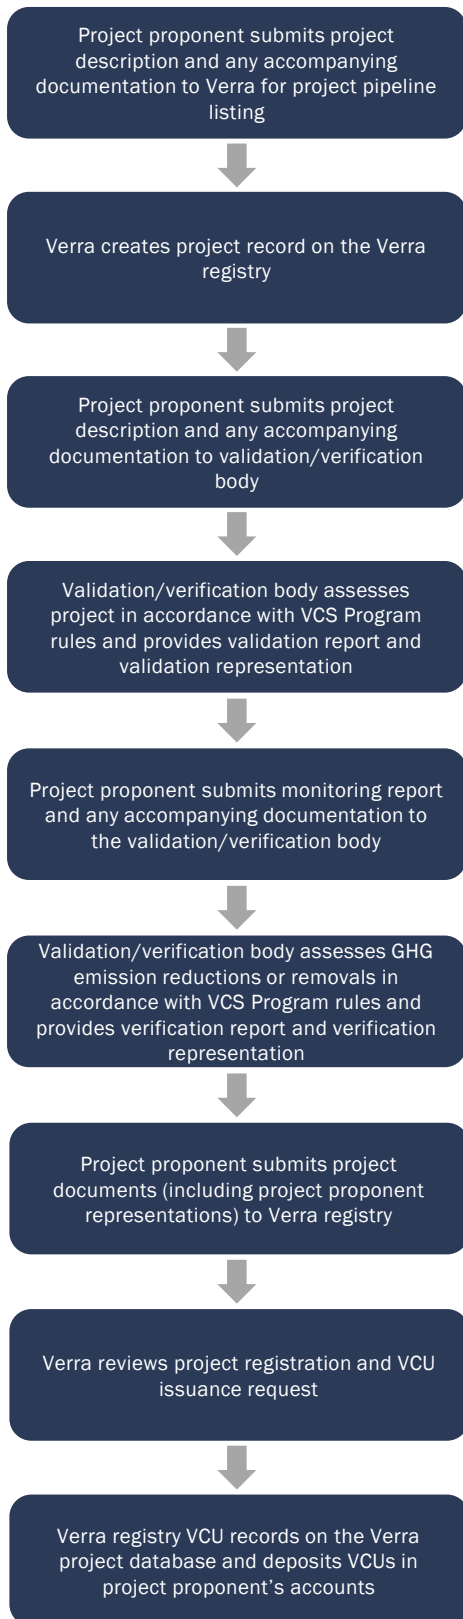 Project proponent submits project
description and any accompanying
documentation to Verra for project pipeline
listing
Verra creates project record on the Verra
registry
Project proponent submits project
description and any accompanying
documentation to validation/verification
body
Validation/verification body assesses
project in accordance with VCS Program
rules and provides validation report and
validation representation
Project proponent submits monitoring report
and any accompanying documentation to
the validation/verification body
Validation/verification body assesses GHG
emission reductions or removals in
accordance with VCS Program rules and
provides verification report and verification
representation
Project proponent submits project
documents (including project proponent
representations) to Verra registry
Verra reviews project registration and VCU
issuance request
Verra registry VCU records on the Verra
project database and deposits VCUs in
project proponent’s accounts